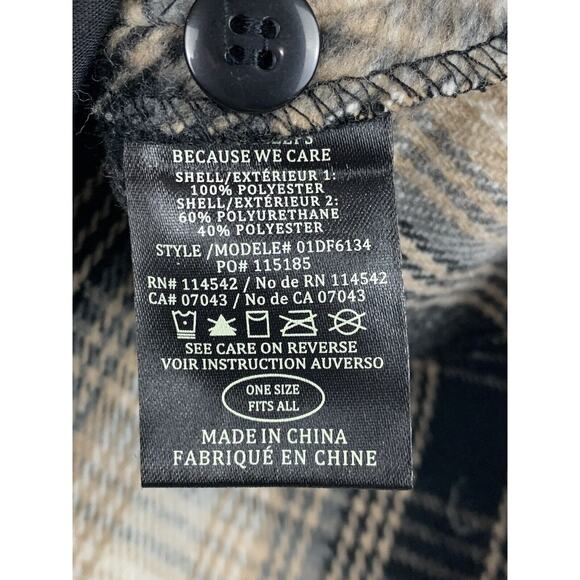 BECAUSE WE CARE
SHELL/EXTÉRIEUR 1:
100% POLYESTER
SHELL/EXTÉRIEUR 2:
60% POLYURETHANE
40% POLYESTER
STYLE /MODELE# 01DF6134
PO# 115185
RN# 114542 / No de RN 114542
CA# 07043 / No de CA 07043
SEE CARE ON REVERSE
VOIR INSTRUCTION AUVERSO
ONE SIZE
FITS ALL
MADE IN CHINA
FABRIQUÉ EN CHINE